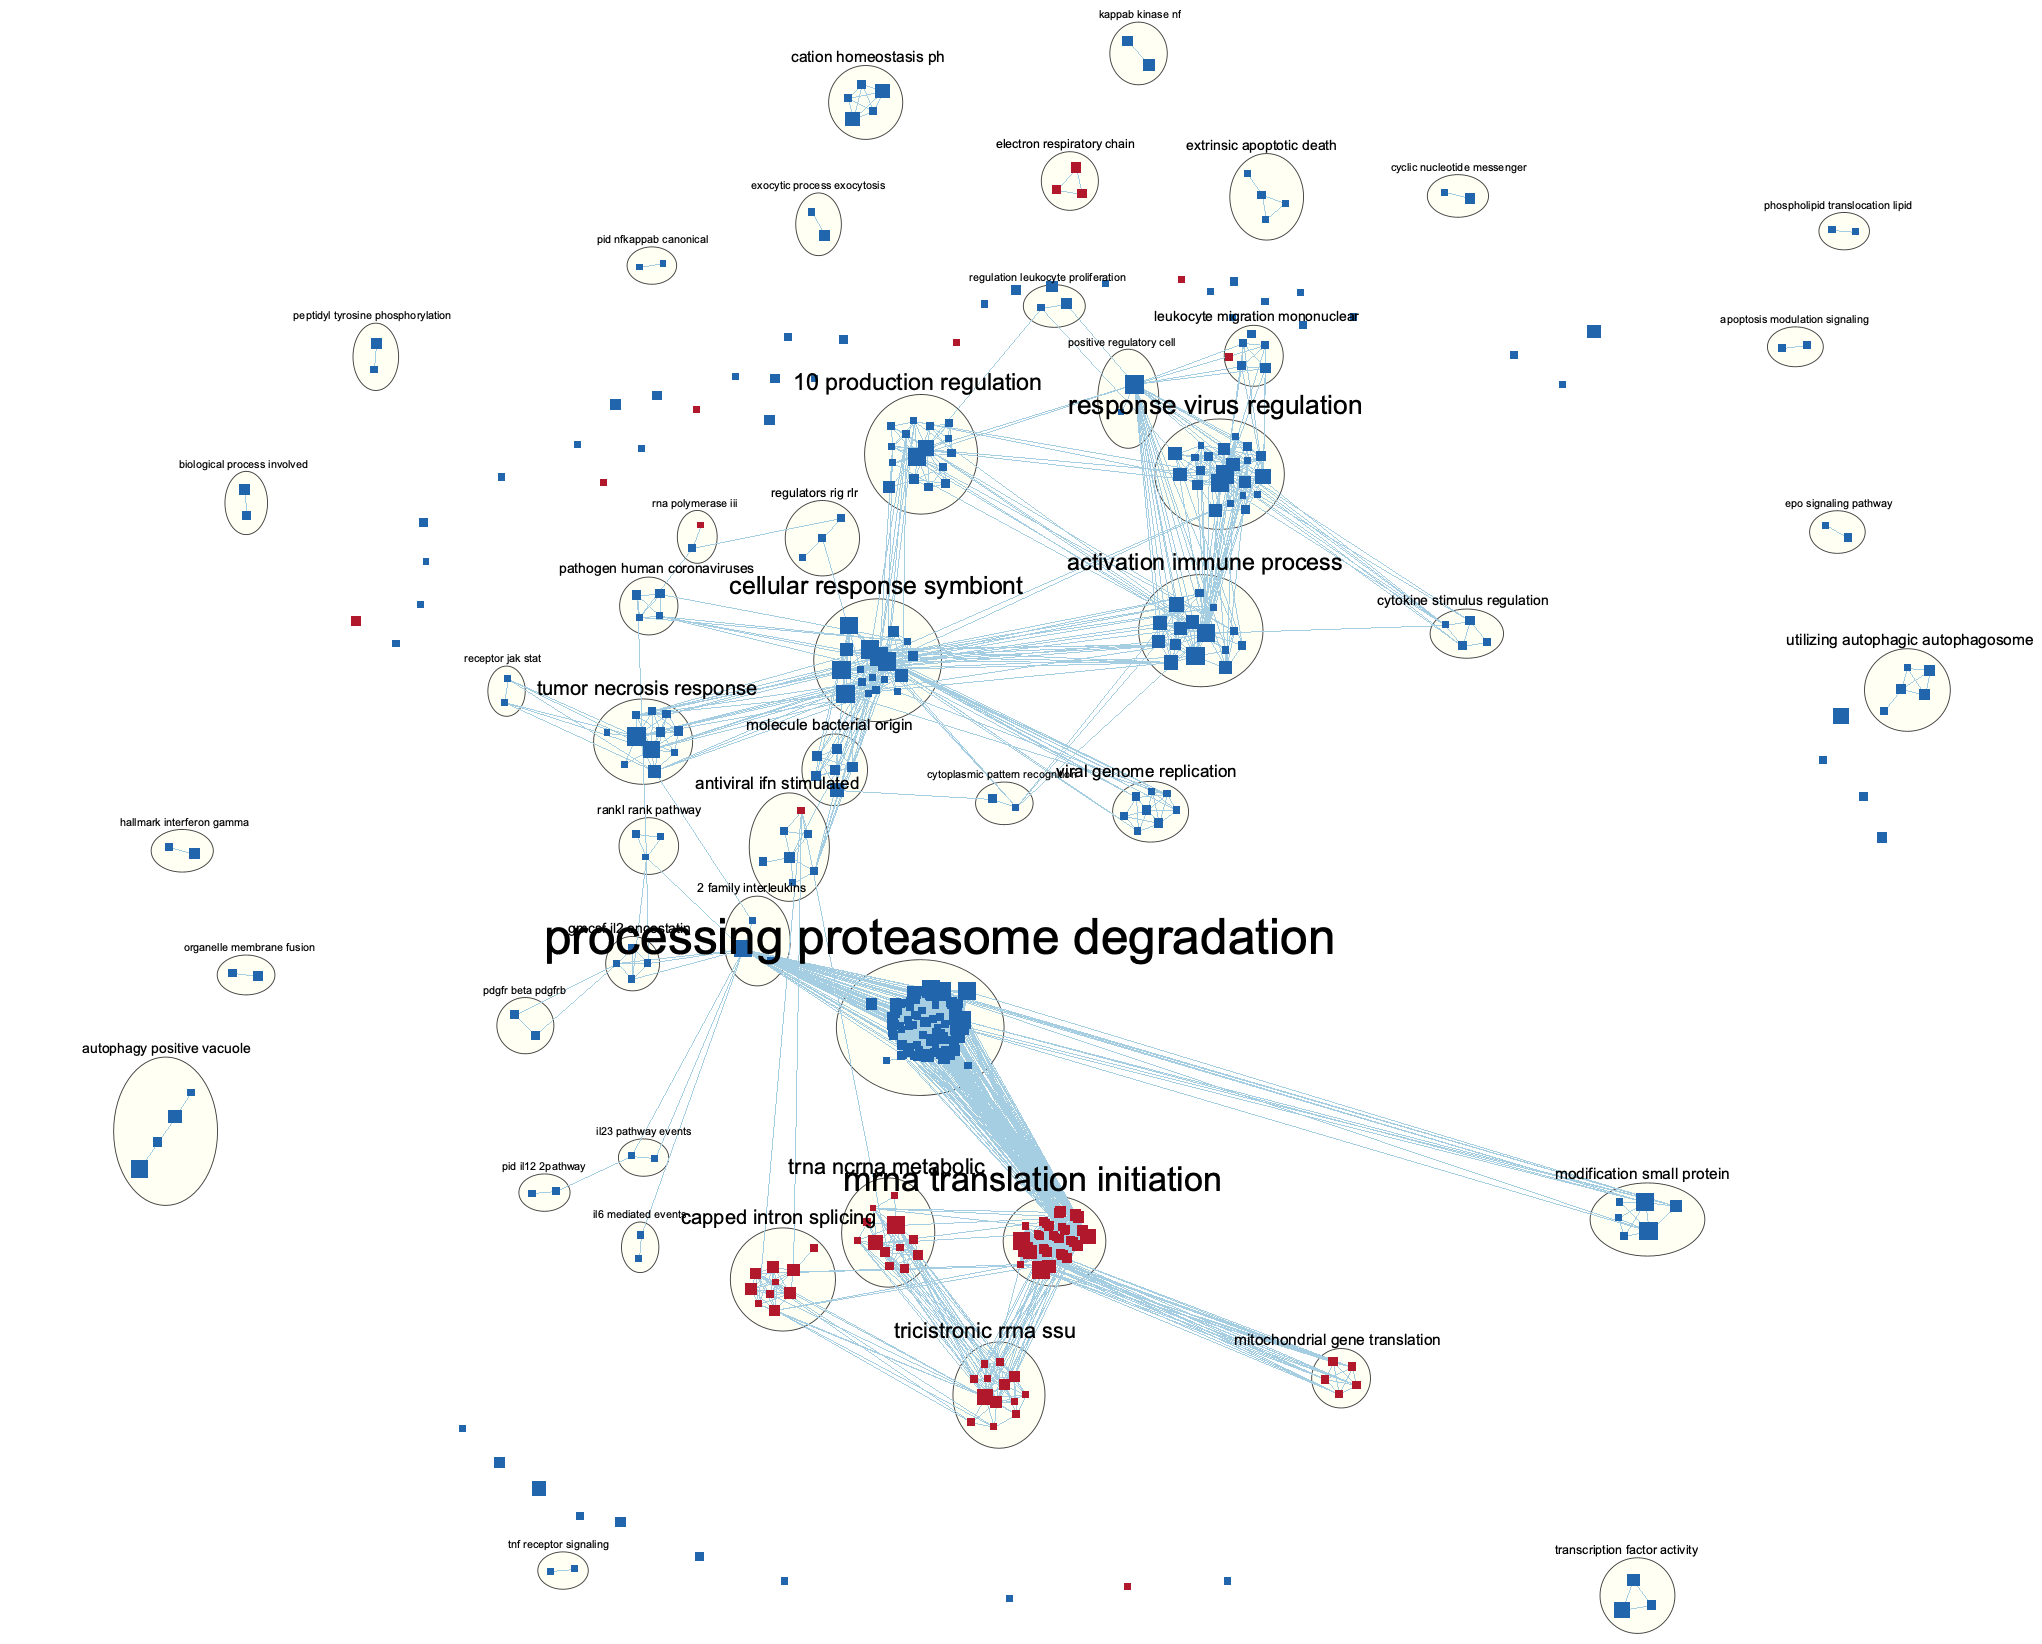 kappab kinase nf
cation homeostasis ph
electron respiratory chain
extrinsic apoptotic death
cyclic nucleotide messenger
exocytic process exocytosis
phospholipid translocation lipid
pid nfkappab canonical
regulation leukocyte proliferation
peptidyl tyrosine phosphorylation
leukocyte migration mononuclear
apoptosis modulation signaling
positive regulatory cell
10 production regulation
response virus regulation
biological process involved
regulators rig rlr
rna polymerase iii
epo signaling pathway
pathogen human coronaviruses
activation immune process
cellular response symbiont
cytokine stimulus regulation
utilizing autophagic autophagosome
receptor jak stat
tumor necrosis response
molecule bacterial origin
cytoplasmic pattern recognition
viral genome replication
antiviral ifn stimulated
rankl rank pathway
hallmark interferon gamma
2 family interleukins
gmcsf il2 oncostatin
processing proteasome degradation
organelle membrane fusion
pdgfr beta pdgfrb
autophagy positive vacuole
il23 pathway events
pid il12 2pathway
trna ncrna metabolic
mrna translation initiation
modification small protein
il6 mediated events
capped intron splicing
tricistronic rrna ssu
mitochondrial gene translation
tnf receptor signaling
transcription factor activity